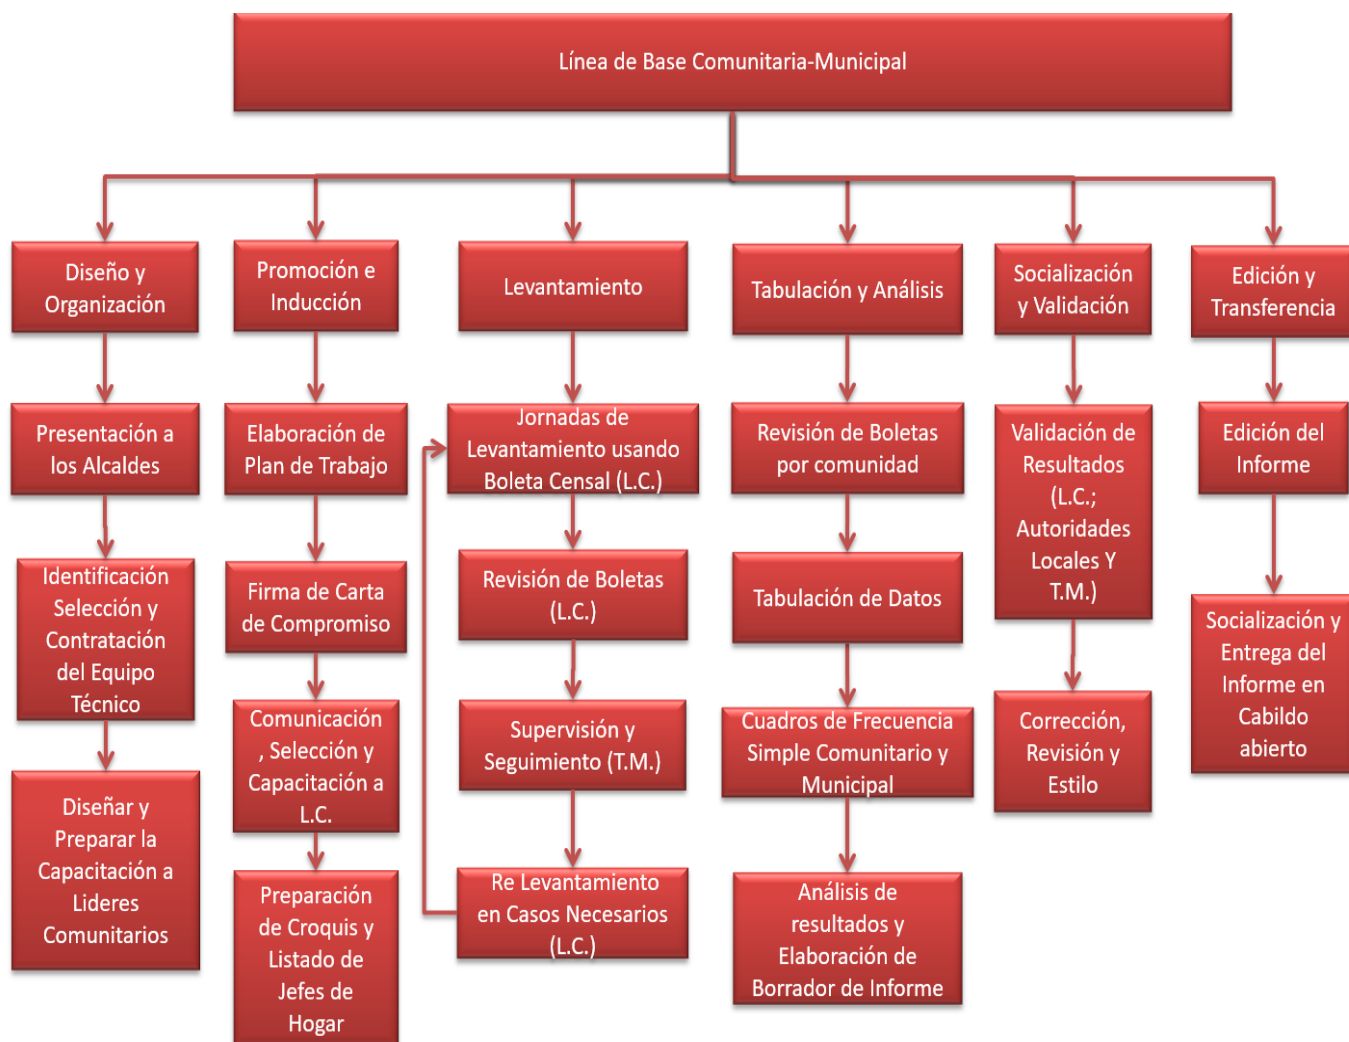 Línea de Base Comunitaria-Municipal
Diseño y
Organización
Presentación a
los Alcaldes
Identificación
Selección y
Contratación
del Equipo
Técnico
Diseñar y
Preparar la
Capacitación a
Lideres
Comunitarios
Promoción e
Inducción
Elaboración de
Plan de Trabajo
Firma de Carta
de Compromiso
Comunicación
, Selección y
Capacitación a
L.C.
Preparación
de Croquis y
Listado de
Jefes de
Hogar
Levantamiento
Jornadas de
Levantamiento usando
Boleta Censal (L.C.)
Revisión de Boletas
(L.C.)
Supervisión y
Seguimiento (T.M.)
Re Levantamiento
en Casos Necesarios
(L.C.)
Tabulación y Análisis
Revisión de Boletas
por comunidad
Tabulación de Datos
Cuadros de Frecuencia
Simple Comunitario y
Municipal
Análisis de
resultados y
Elaboración de
Borrador de Informe
Socialización
y Validación
Validación de
Resultados
(L.C.;
Autoridades
Locales Y
T.M.)
Corrección,
Revisión y
Estilo
Edición y
Transferencia
Edición del
Informe
Socialización y
Entrega del
Informe en
Cabildo
abierto